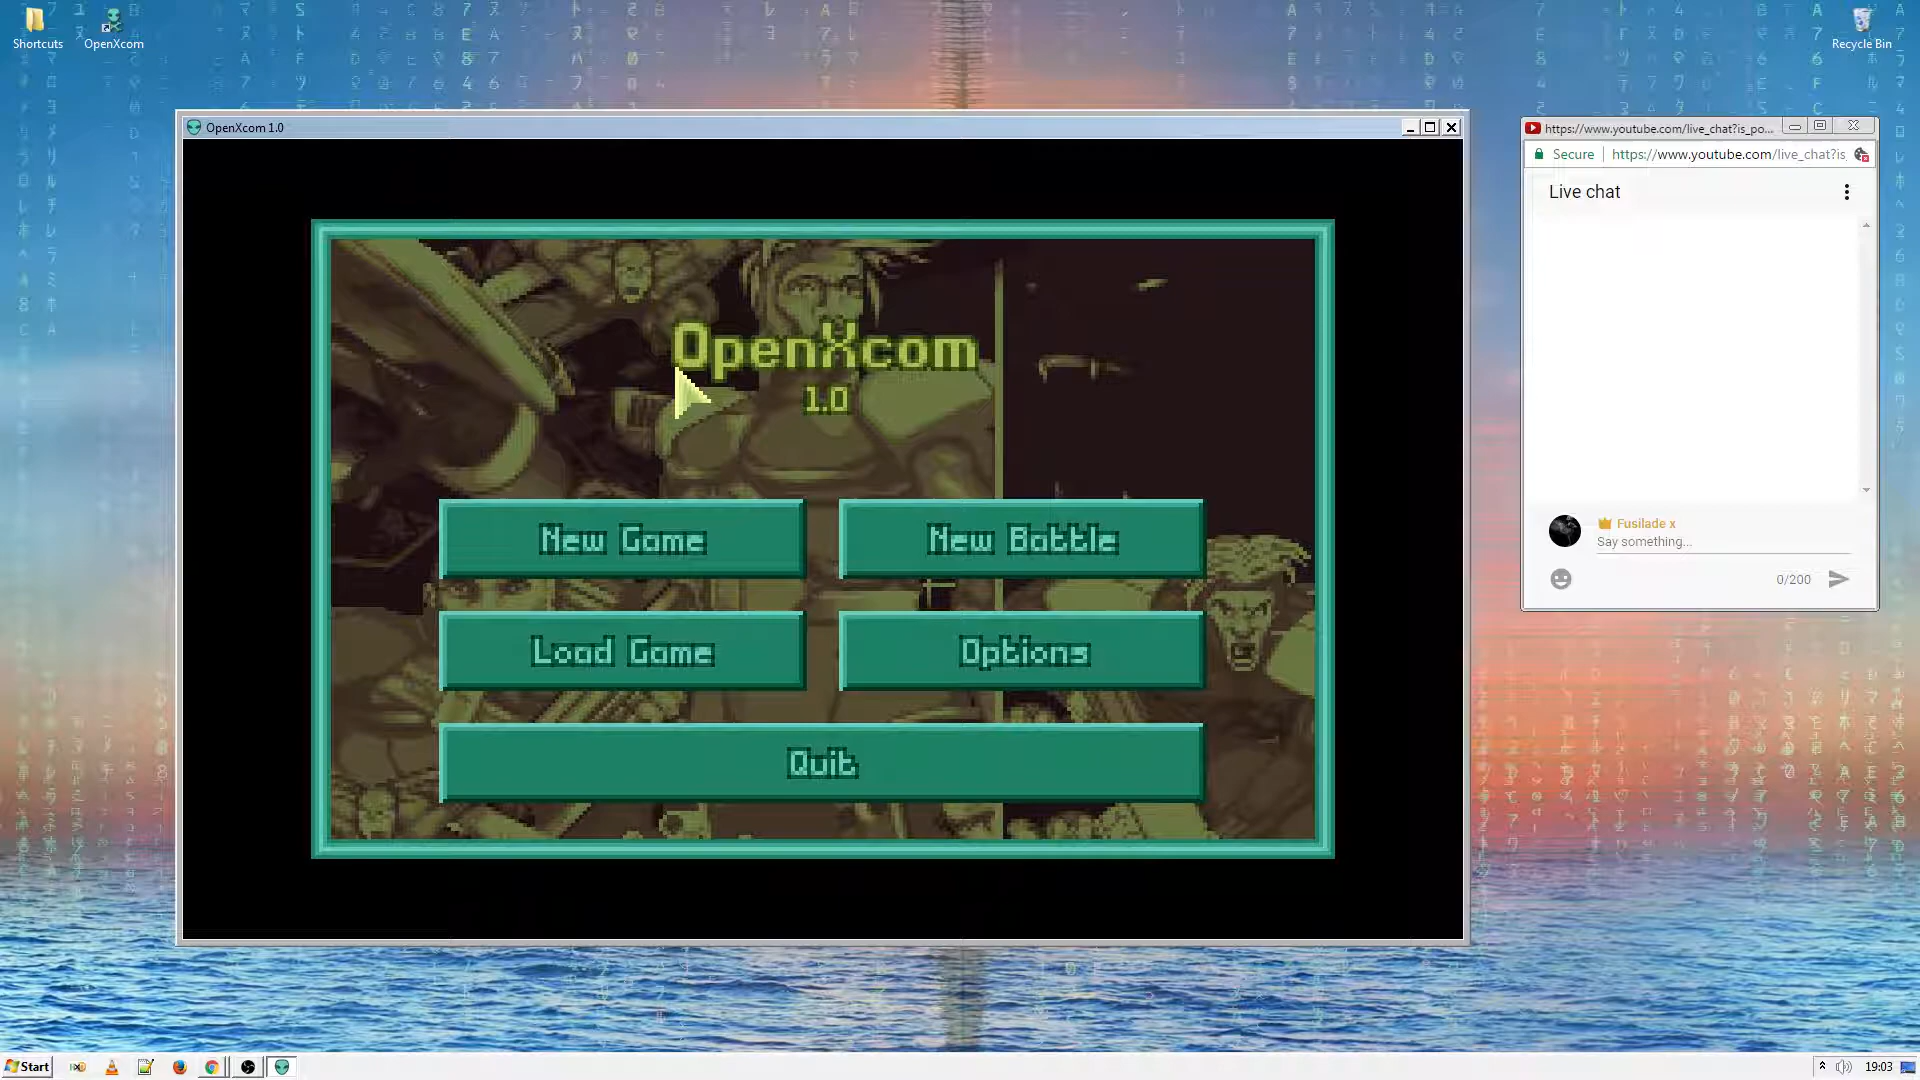 Shortcuts
OpenXcom
Recycle Bin
OpenXcom 1.0
OpenXcom
1.0
New Game
New Battle
Load Game
Options
Quit
https://www.youtube.com/live_chat?is_po...
Secure
https://www.youtube.com/live_chat?is
Live chat
Fusilade x
Say something...
0/200
Start
19:03